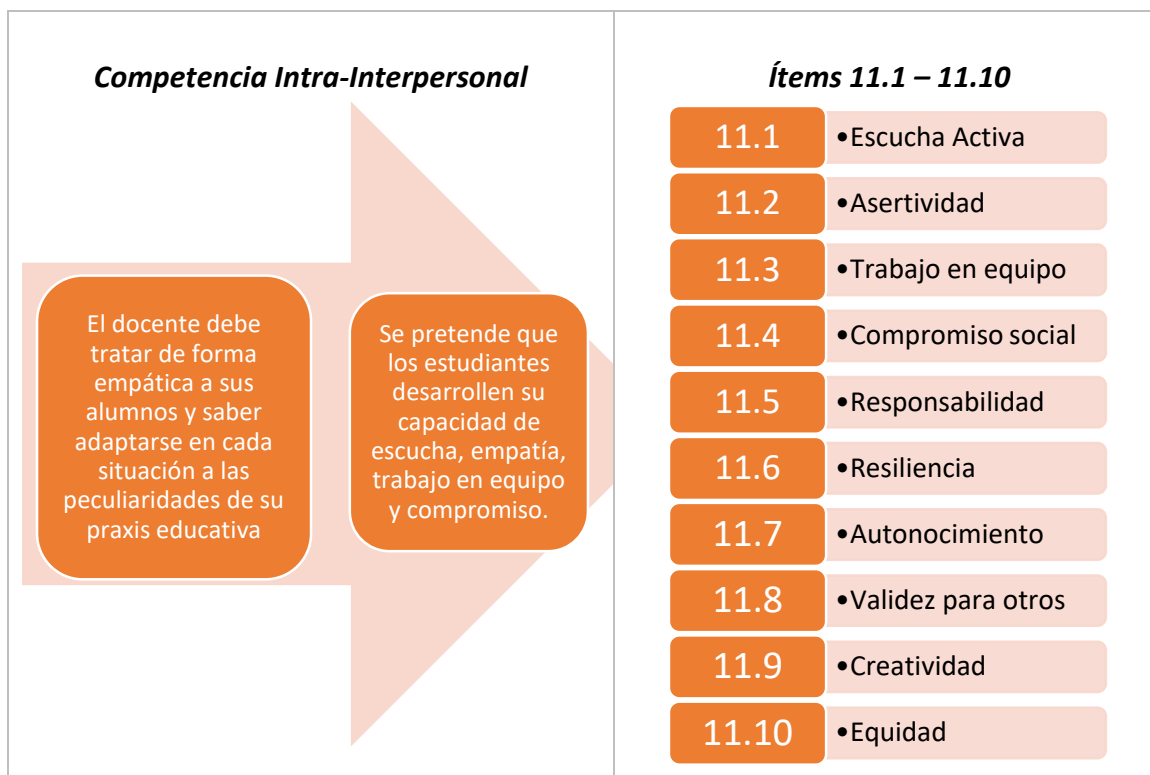 Competencia Intra-Interpersonal
El docente debe
tratar de forma
empática a sus
alumnos y saber
adaptarse en cada
situación a las
peculiaridades de su
praxis educativa
Se pretende que
los estudiantes
desarrollen su
capacidad de
escucha, empatía,
trabajo en equipo
y compromiso.
Ítems 11.1 – 11.10
11.1 •Escucha Activa
11.2 •Asertividad
11.3 •Trabajo en equipo
11.4 •Compromiso social
11.5 •Responsabilidad
11.6 •Resiliencia
11.7 •Autonocimiento
11.8 •Validez para otros
11.9 •Creatividad
11.10 •Equidad